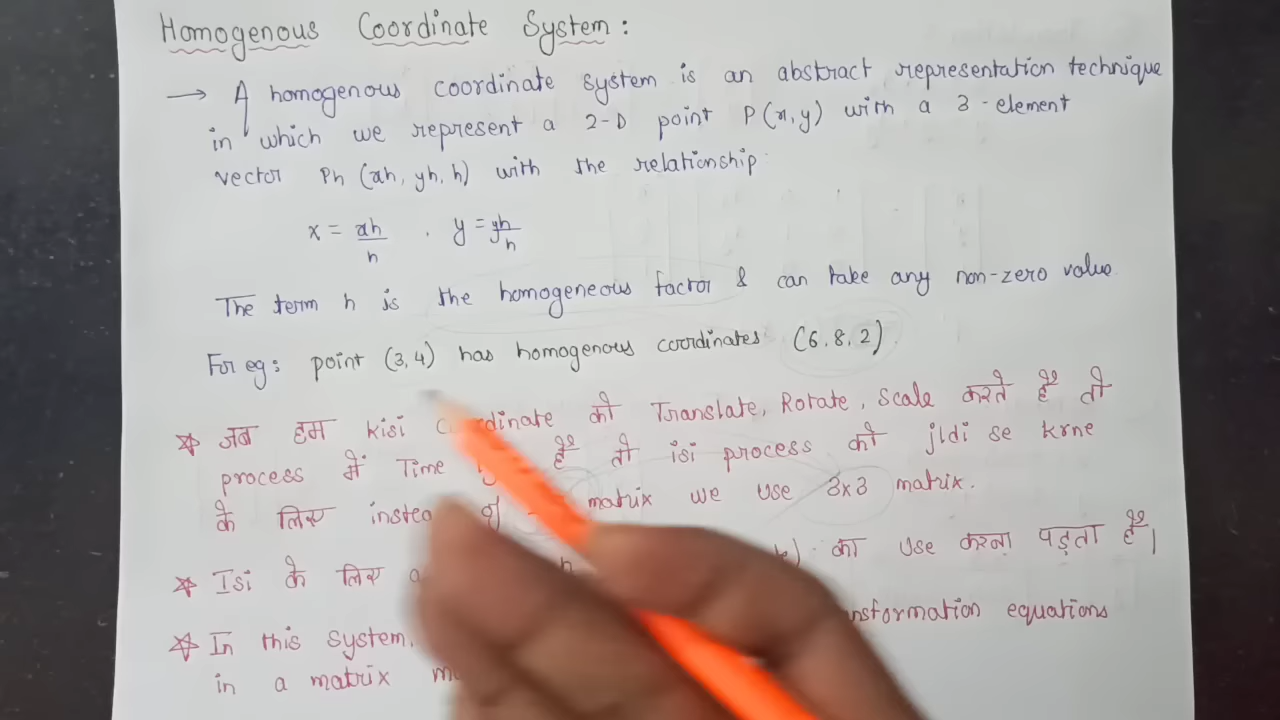 Homogenous Coordinate System:
→ A homogenous coordinate system is an abstract representation technique
in which we represent a 2-D point P(x,y) with a 3-element
vector Ph (xh, yh, h) with the relationship:
x = xh/h . y = yh/h
The term h is the homogeneous factor & can take any non-zero value
For eg: point (3,4) has homogenous coordinates (6,8,2).
☆ जब हम kisi coordinate को Translate, Rotate, Scale करते है तो
process में Time है तो isi process को jldi se krne
के लिए instead of matrix we use 3x3 matrix.
☆ Isi के लिए का use करना पड़ता है।
☆ In this system, transformation equations
in a matrix